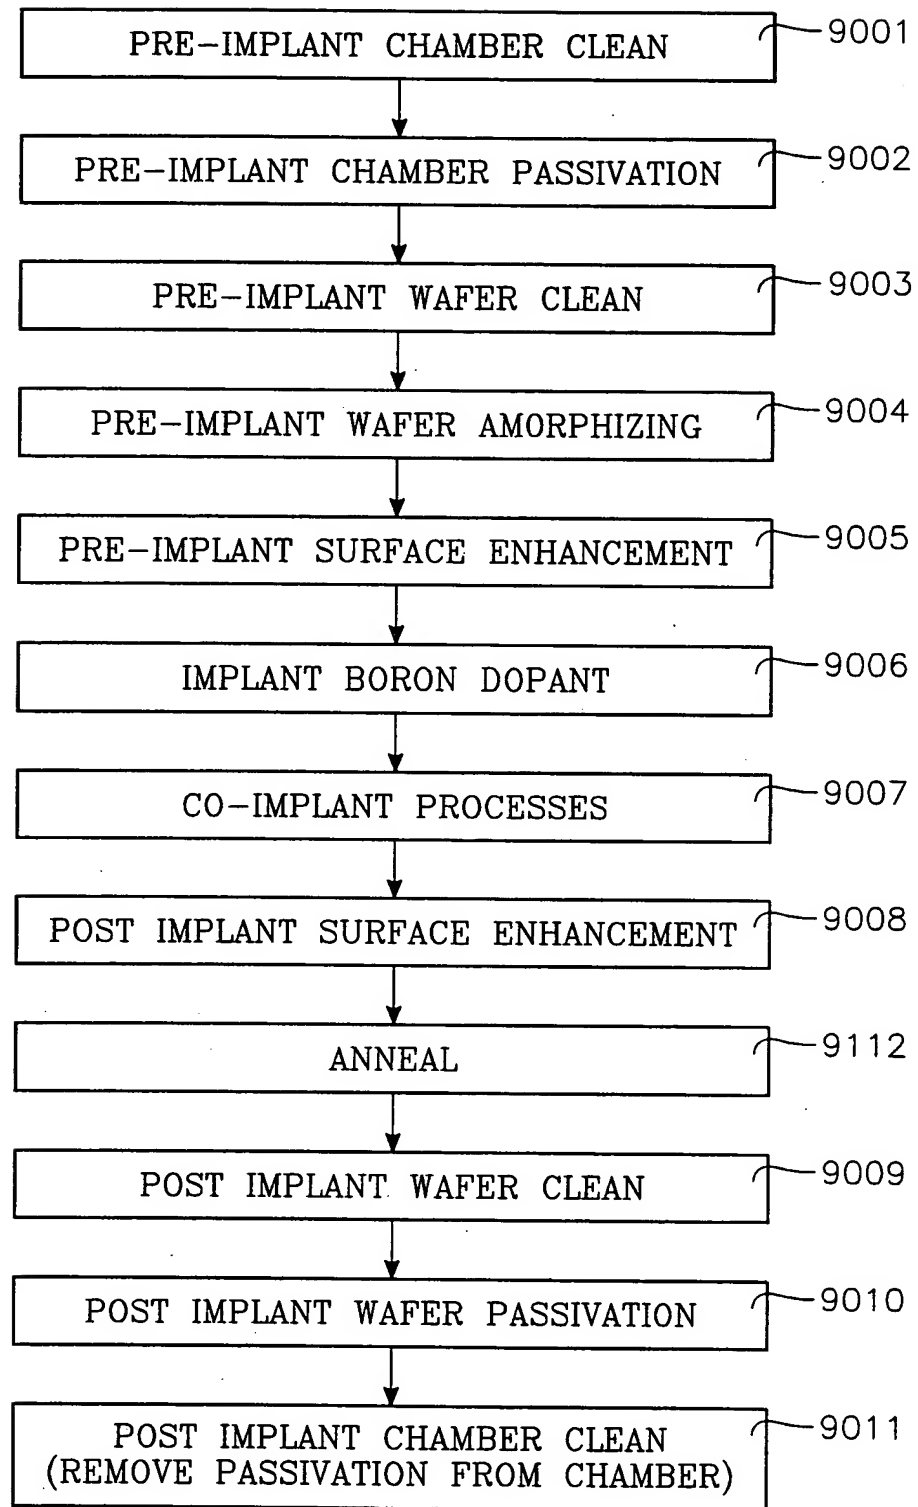 PRE-IMPLANT CHAMBER CLEAN 9001
PRE-IMPLANT CHAMBER PASSIVATION 9002
PRE-IMPLANT WAFER CLEAN 9003
PRE-IMPLANT WAFER AMORPHIZING 9004
PRE-IMPLANT SURFACE ENHANCEMENT 9005
IMPLANT BORON DOPANT 9006
CO-IMPLANT PROCESSES 9007
POST IMPLANT SURFACE ENHANCEMENT 9008
ANNEAL 9112
POST IMPLANT WAFER CLEAN 9009
POST IMPLANT WAFER PASSIVATION 9010
POST IMPLANT CHAMBER CLEAN 9011
(REMOVE PASSIVATION FROM CHAMBER)